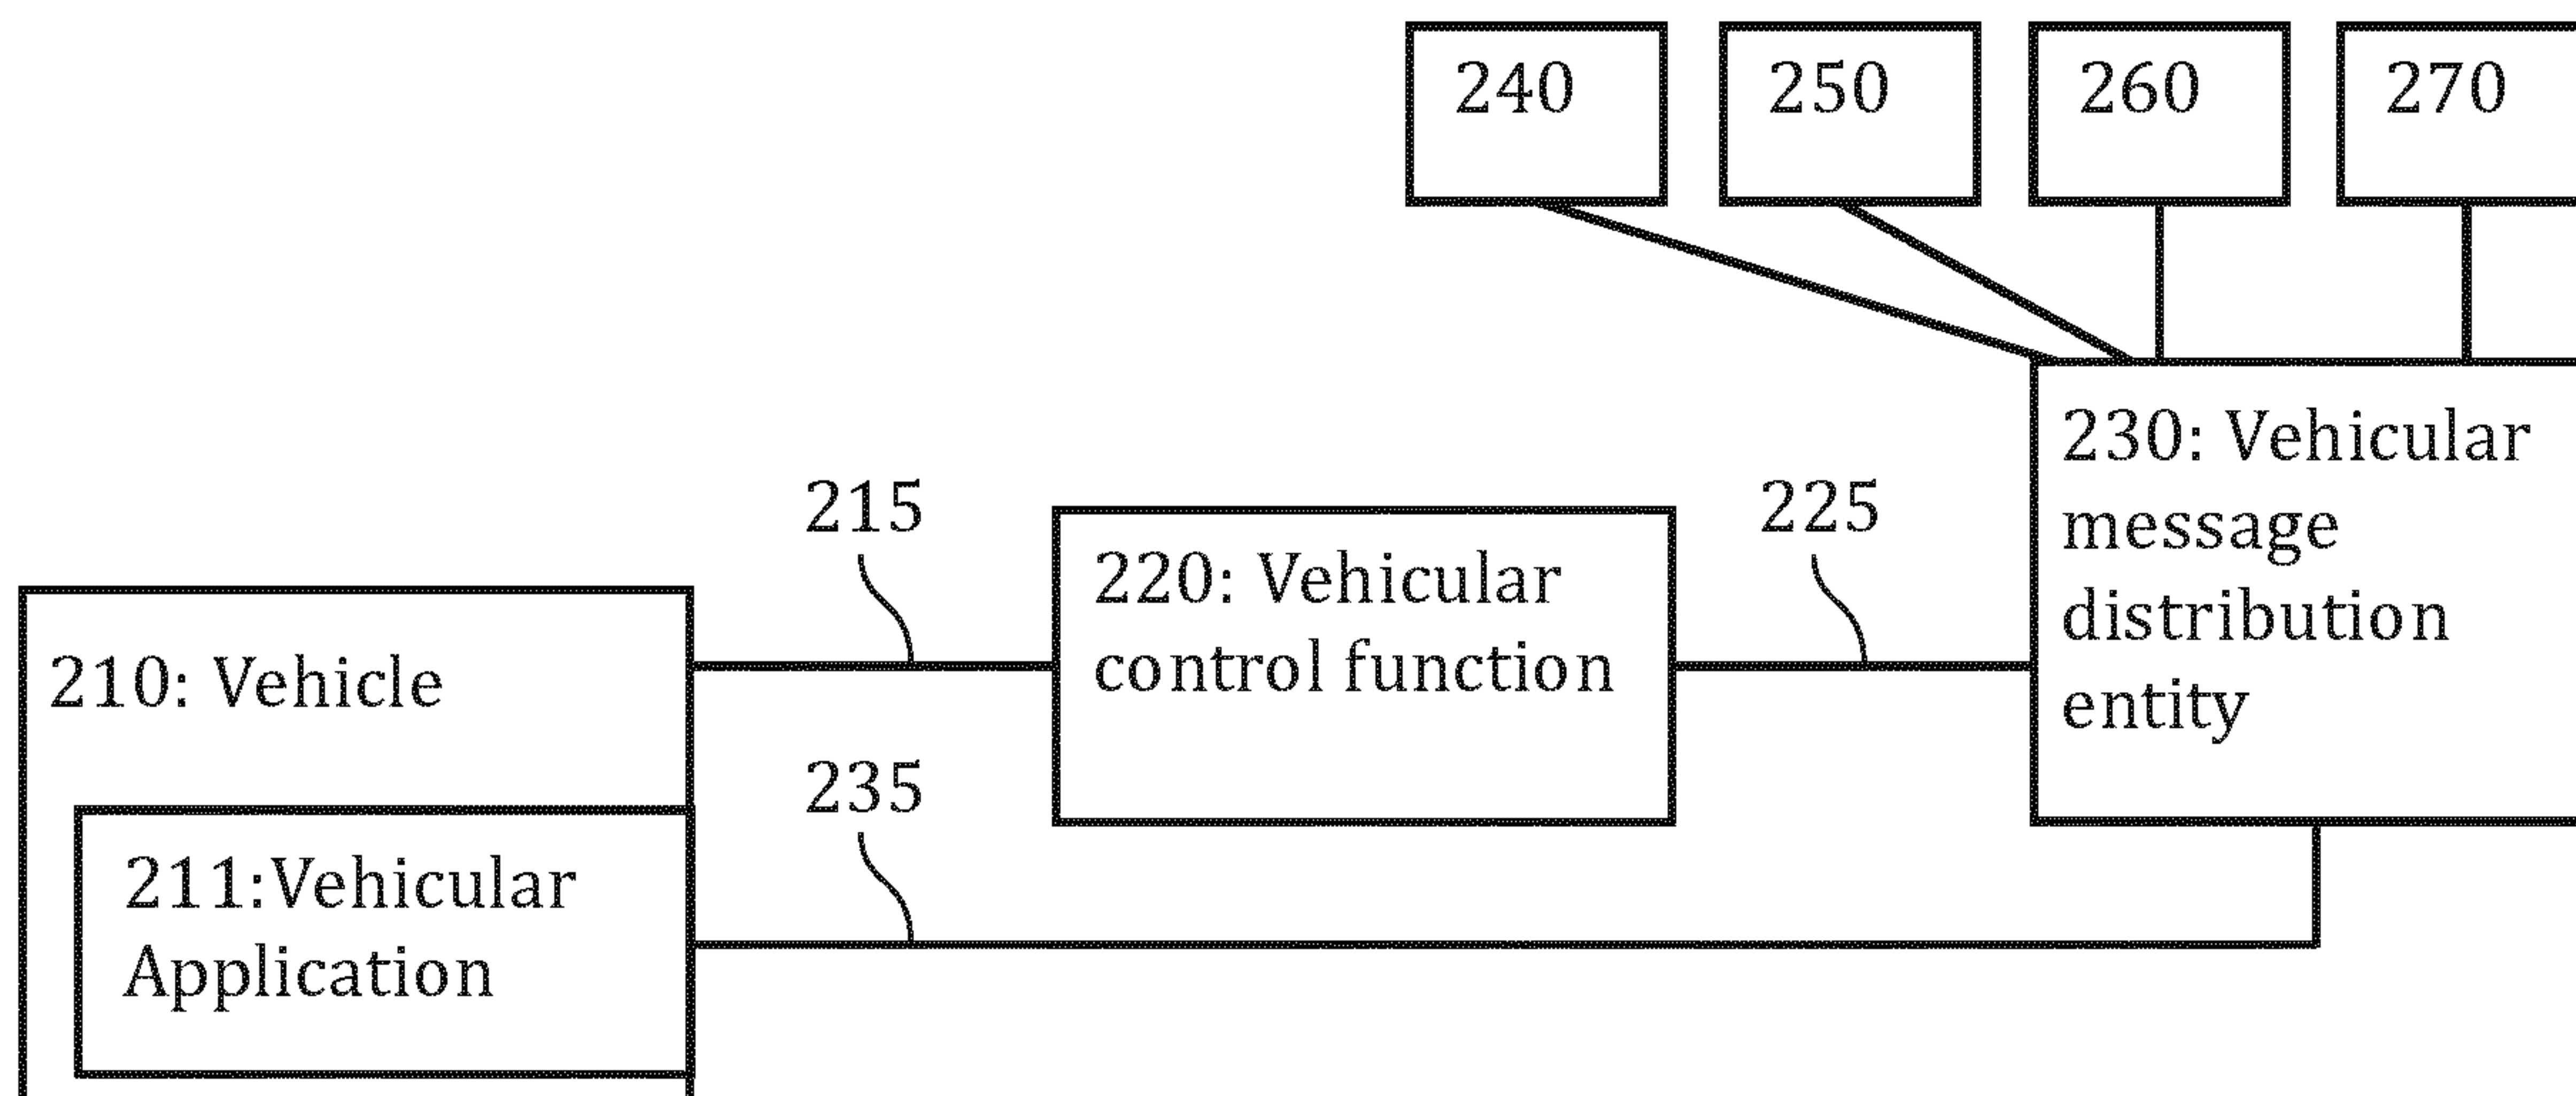 240
250
260
270
230: Vehicular
message
distribution
entity
215
225
220: Vehicular
control function
210: Vehicle
235
211:Vehicular
Application